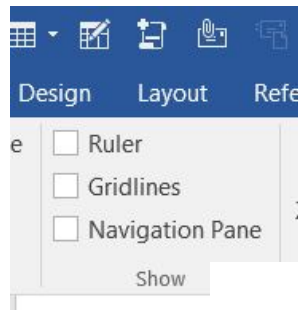 Design Layout Refe
e Ruler
Gridlines
Navigation Pane
Show